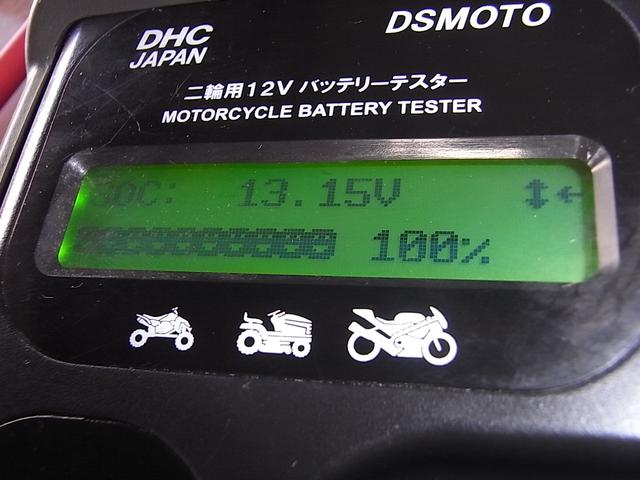 DHC
JAPAN
DSMOTO
二輪用12V バッテリーテスター
MOTORCYCLE BATTERY TESTER
SOC: 13.15V
100%